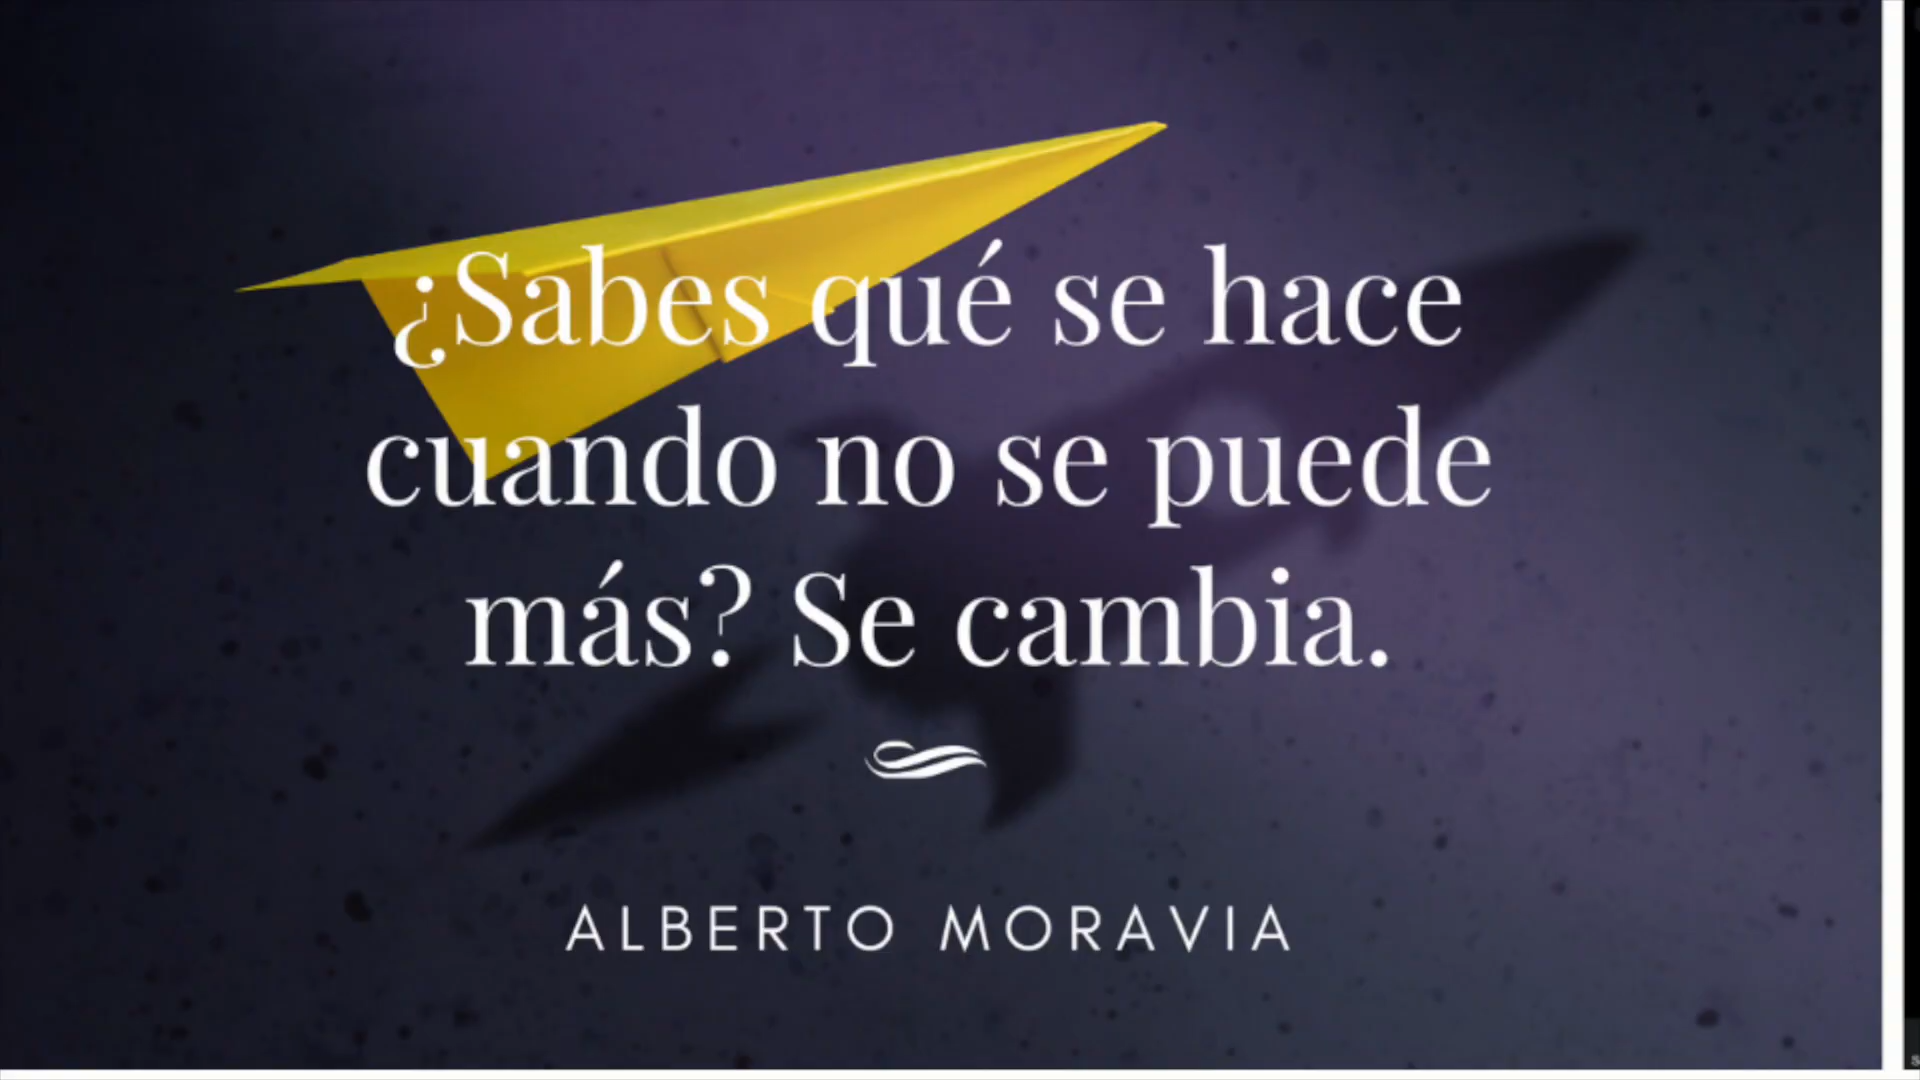 ¿Sabes qué se hace
cuando no se puede
más? Se cambia.
ALBERTO MORAVIA